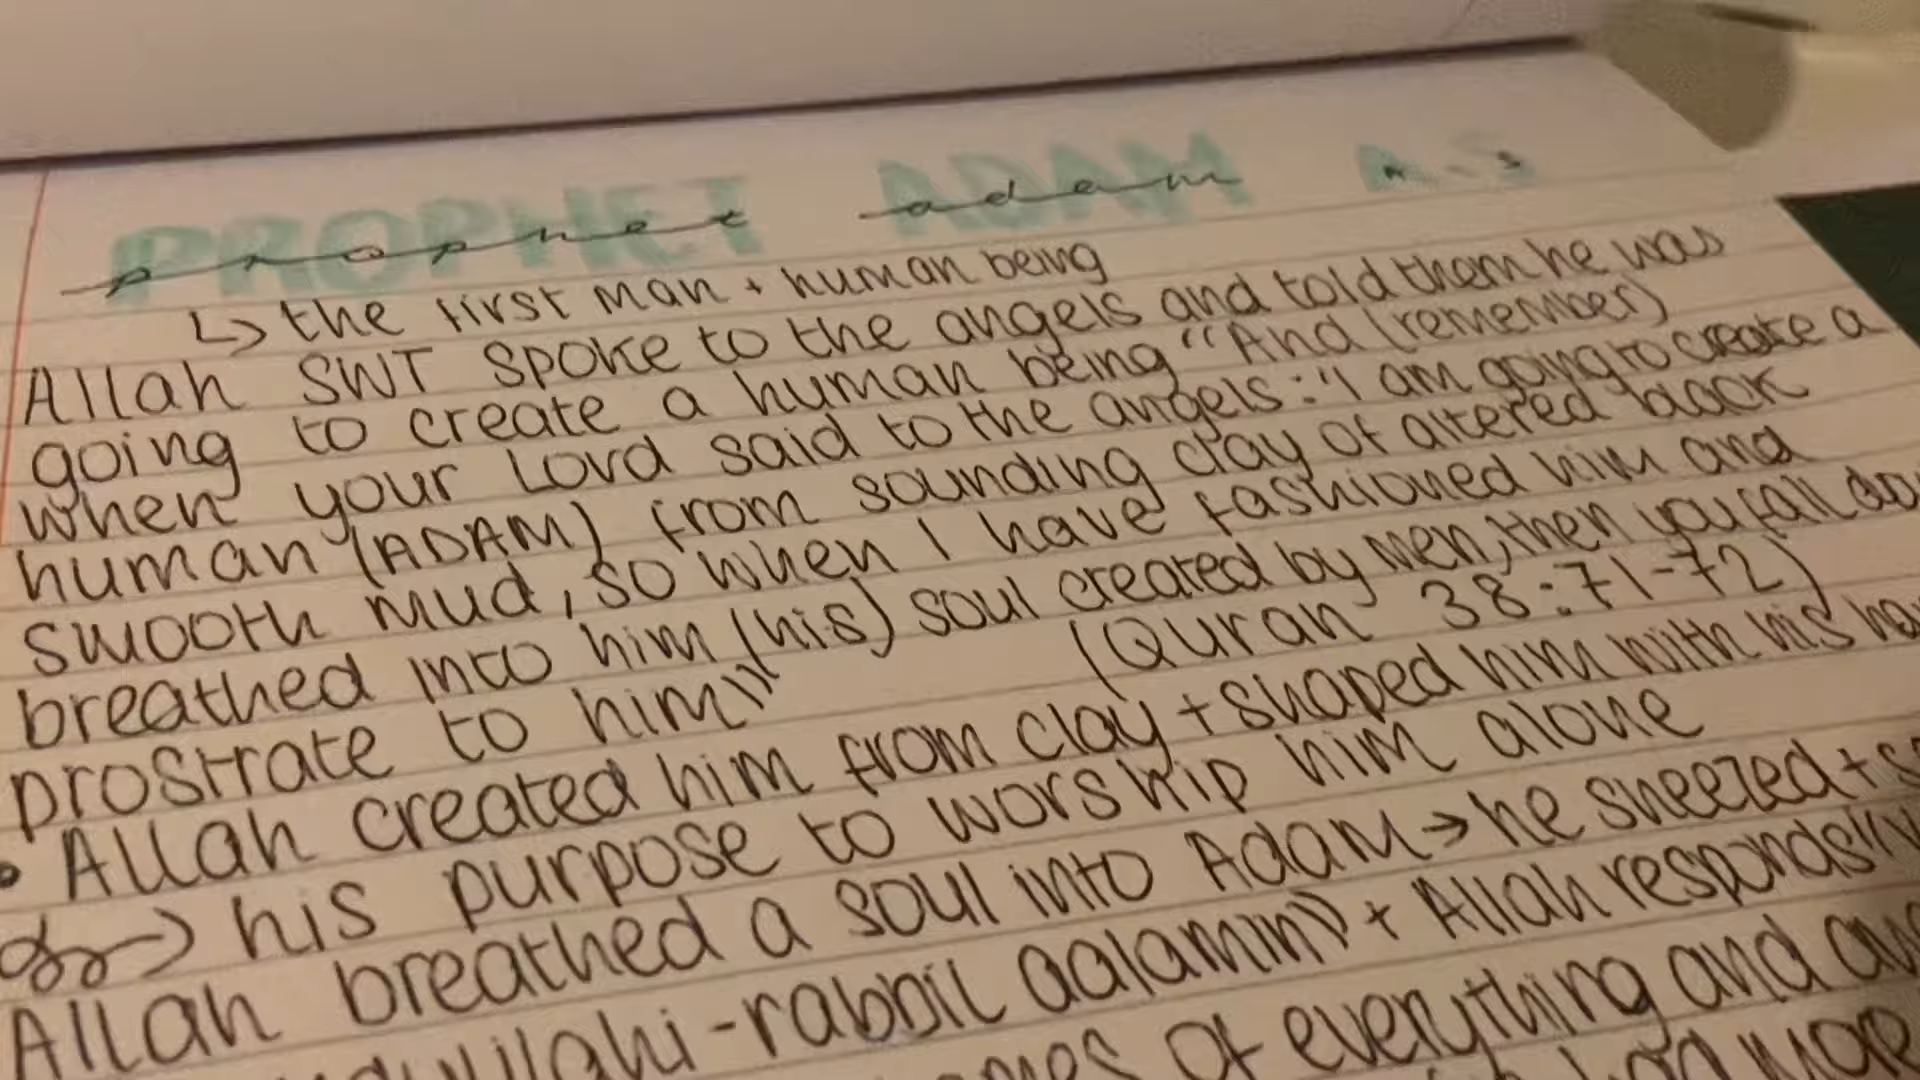 PROPHET ADAM A.S
prophet adam A.S
↳ the first man + human being
Allah SWT spoke to the angels and told them he was
going to create a human being "And (remember)
when your Lord said to the angels: "I am going to create a
human (ADAM) from sounding clay of altered black
smooth mud, so when I have fashioned him and
breathed into him (his) soul created by Men, then you fall
prostrate to him))" (Quran 38:71-72)
• Allah created him from clay + shaped him with his
→ his purpose to worship him alone
Allah breathed a soul into Adam → he sneezed +
-rabbil aalamin" + Allah responds "
of everything and